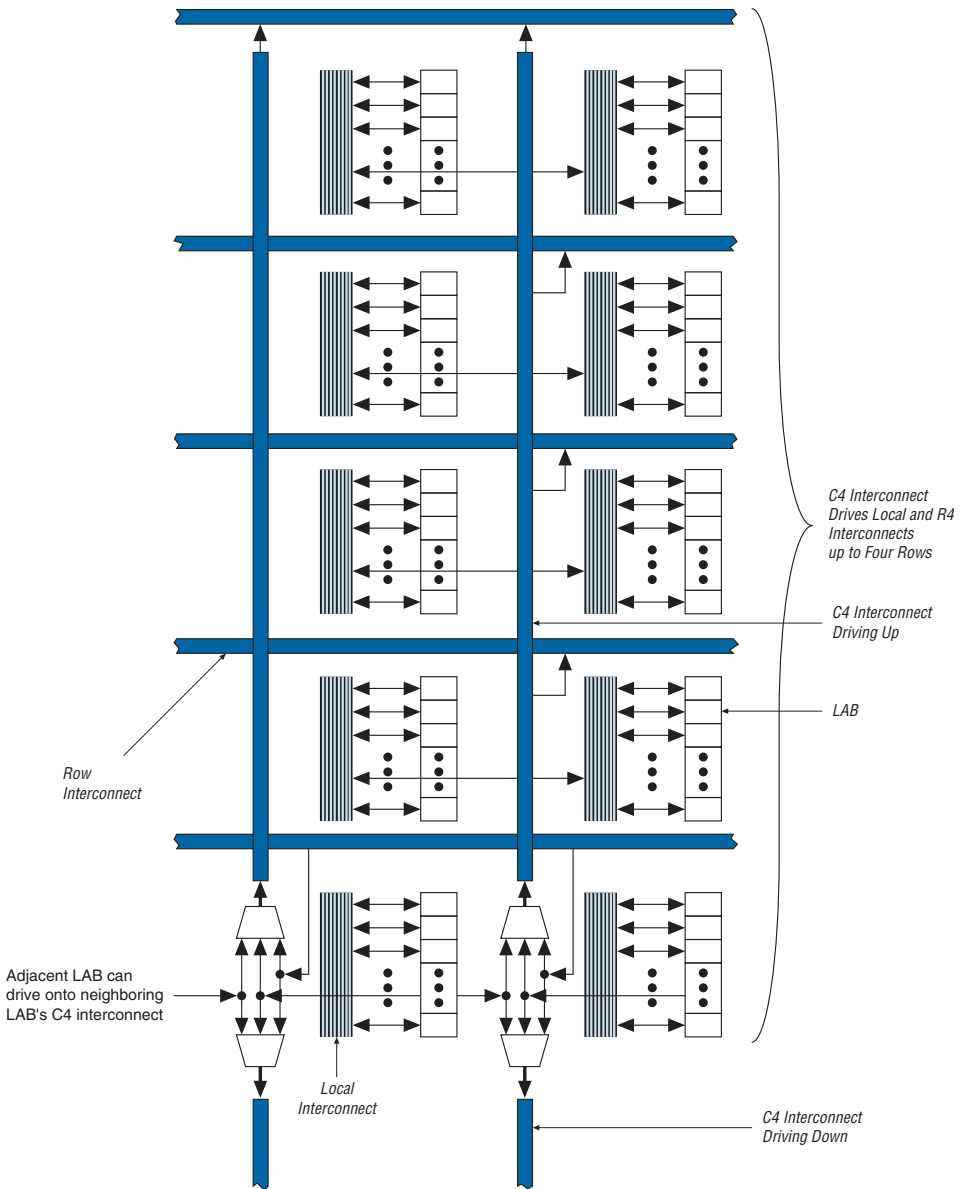 C4 Interconnect
Drives Local and R4
Interconnects
up to Four Rows
C4 Interconnect
Driving Up
LAB
Row
Interconnect
Adjacent LAB can
drive onto neighboring
LAB's C4 interconnect
Local
Interconnect
C4 Interconnect
Driving Down